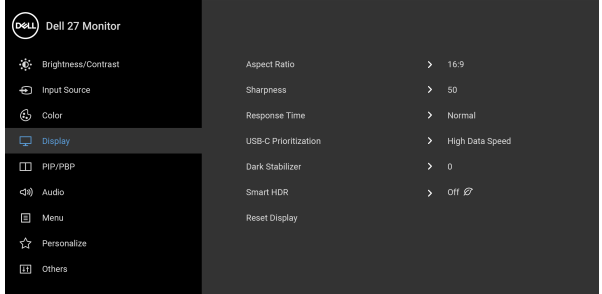 DELL Dell 27 Monitor
Brightness/Contrast
Input Source
Color
Display
PIP/PBP
Audio
Menu
Personalize
Others
Aspect Ratio > 16:9
Sharpness > 50
Response Time > Normal
USB-C Prioritization > High Data Speed
Dark Stabilizer > 0
Smart HDR > Off
Reset Display